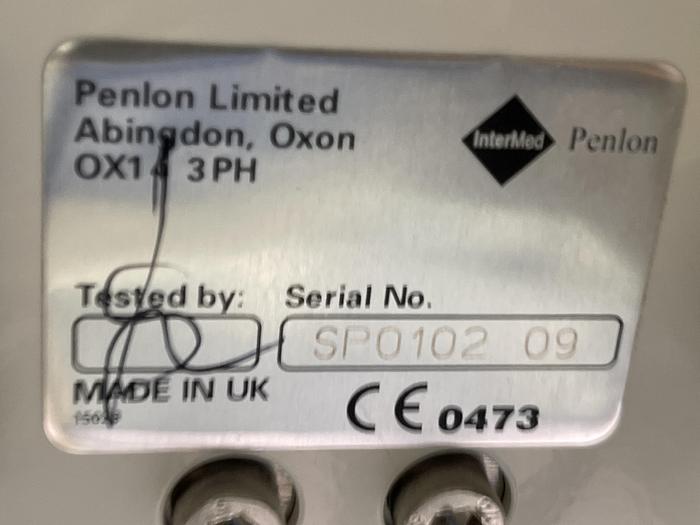 Penlon Limited
Abingdon, Oxon
OX14 3PH
InterMed Penlon
Tested by:
Serial No.
SP0102 09
MADE IN UK
CE 0473